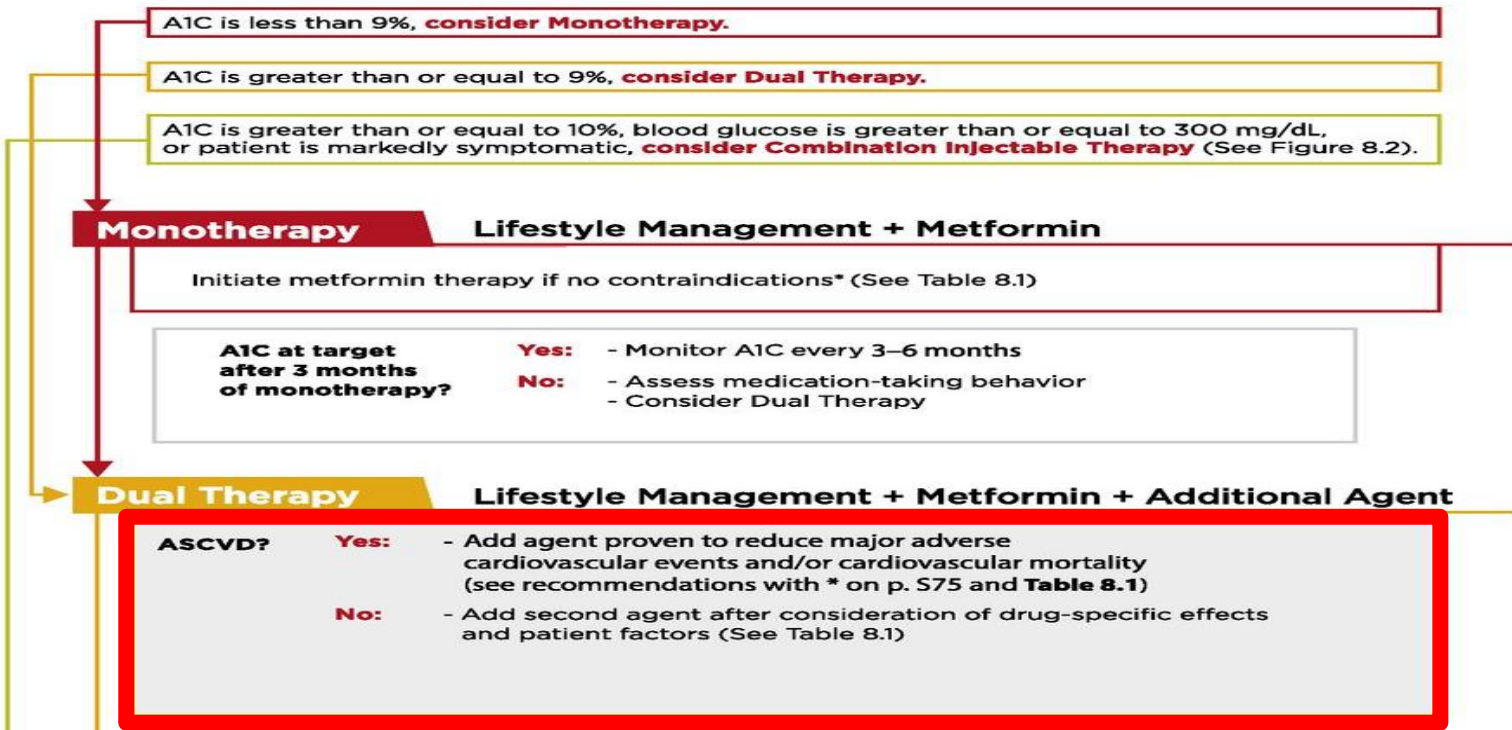 A1C is less than 9%, consider Monotherapy.
A1C is greater than or equal to 9%, consider Dual Therapy.
A1C is greater than or equal to 10%, blood glucose is greater than or equal to 300 mg/dL,
or patient is markedly symptomatic, consider Combination Injectable Therapy (See Figure 8.2).
Monotherapy Lifestyle Management + Metformin
Initiate metformin therapy if no contraindications* (See Table 8.1)
A1C at target Yes: - Monitor A1C every 3–6 months
after 3 months No: - Assess medication-taking behavior
of monotherapy? - Consider Dual Therapy
Dual Therapy Lifestyle Management + Metformin + Additional Agent
ASCVD? Yes: - Add agent proven to reduce major adverse
cardiovascular events and/or cardiovascular mortality
(see recommendations with * on p. S75 and Table 8.1)
No: - Add second agent after consideration of drug-specific effects
and patient factors (See Table 8.1)